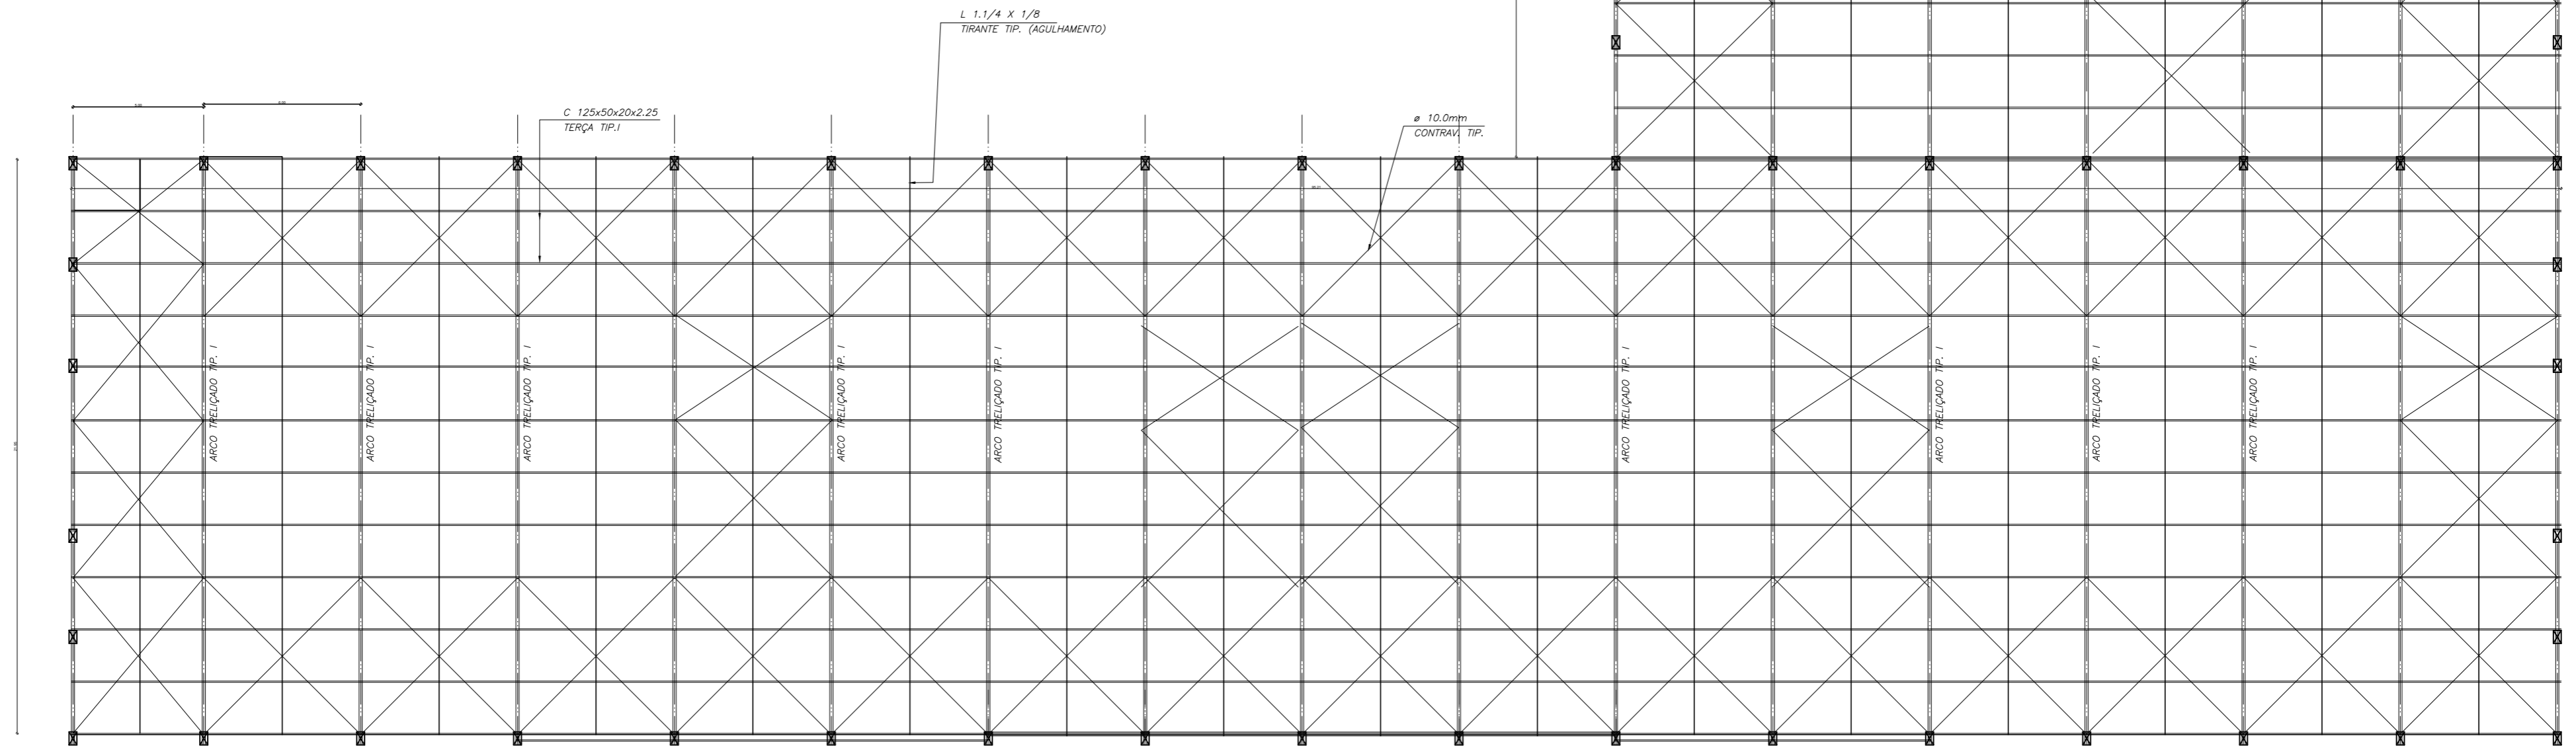 L 1.1/4 X 1/8
TIRANTE TIP. (AGULHAMENTO)
C 125x50x20x2.25
TERÇA TIP.I
ø 10.0mm
CONTRAV. TIP.
ARCO TRELIÇADO TIP. I
ARCO TRELIÇADO TIP. I
ARCO TRELIÇADO TIP. I
ARCO TRELIÇADO TIP. I
ARCO TRELIÇADO TIP. I
ARCO TRELIÇADO TIP. I
ARCO TRELIÇADO TIP. I
ARCO TRELIÇADO TIP. I
ARCO TRELIÇADO TIP. I